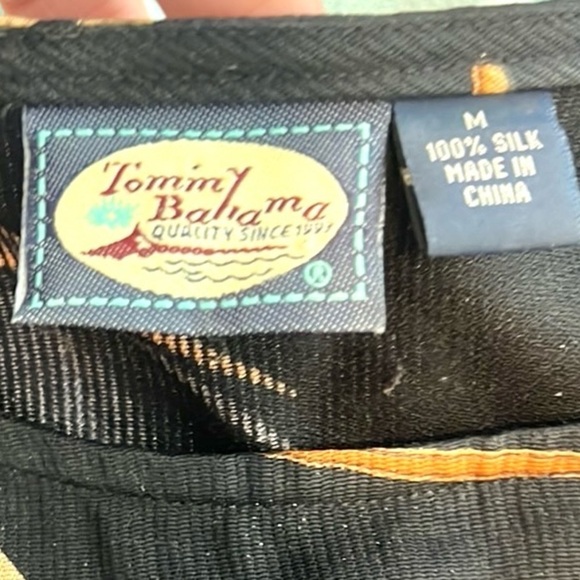 Tommy
Bahama
QUALITY SINCE 1993
®
M
100% SILK
MADE IN
CHINA